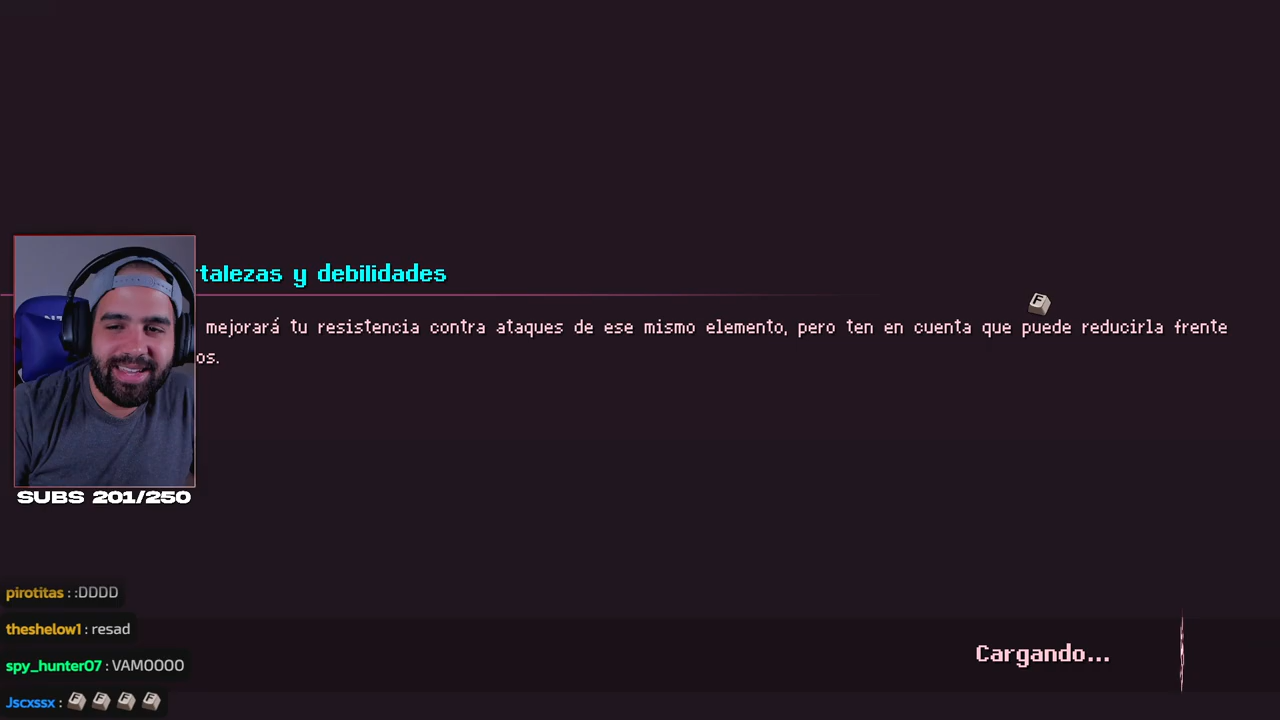 rtalezas y debilidades
mejorará tu resistencia contra ataques de ese mismo elemento, pero ten en cuenta que puede reducirla frente
os.
SUBS 201/250
pirotitas : :DDDD
theshelow1 : resad
spy_hunter07 : VAMOOOO
Jscxssx : F F F F
F
Cargando...